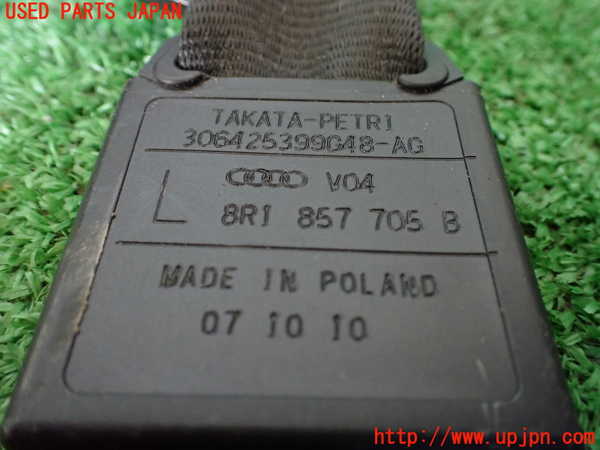 USED PARTS JAPAN
TAKATA-PETRI
306425399G48-AG
V04
L 8R1 857 705 B
MADE IN POLAND
07 10 10
http://www.upjpn.com